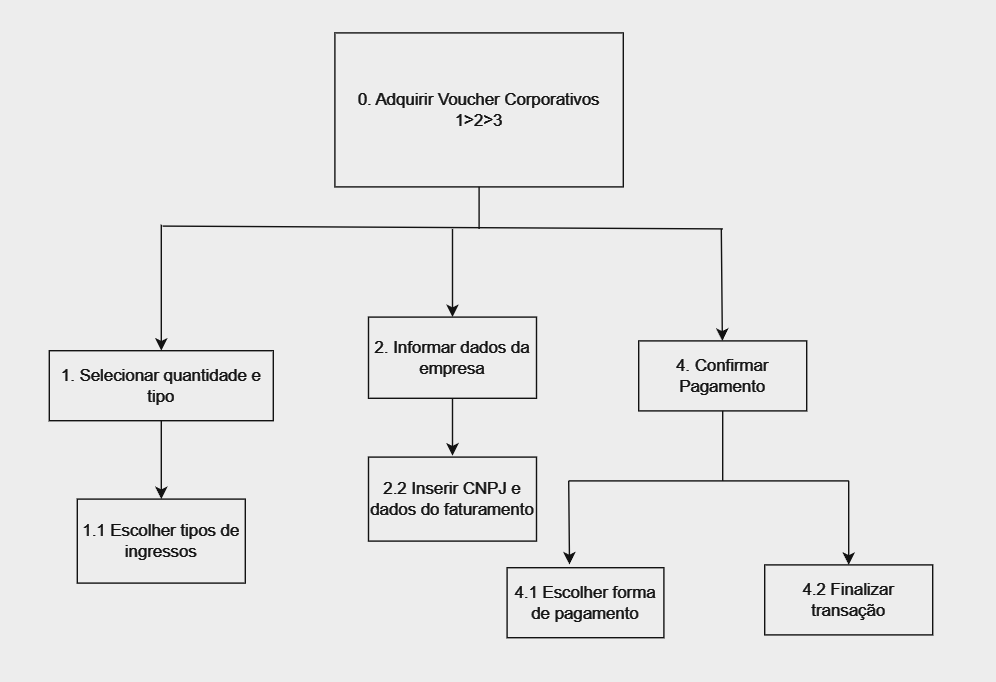 0. Adquirir Voucher Corporativos
1>2>3
1. Selecionar quantidade e
tipo
2. Informar dados da
empresa
4. Confirmar
Pagamento
1.1 Escolher tipos de
ingressos
2.2 Inserir CNPJ e
dados do faturamento
4.1 Escolher forma
de pagamento
4.2 Finalizar
transação